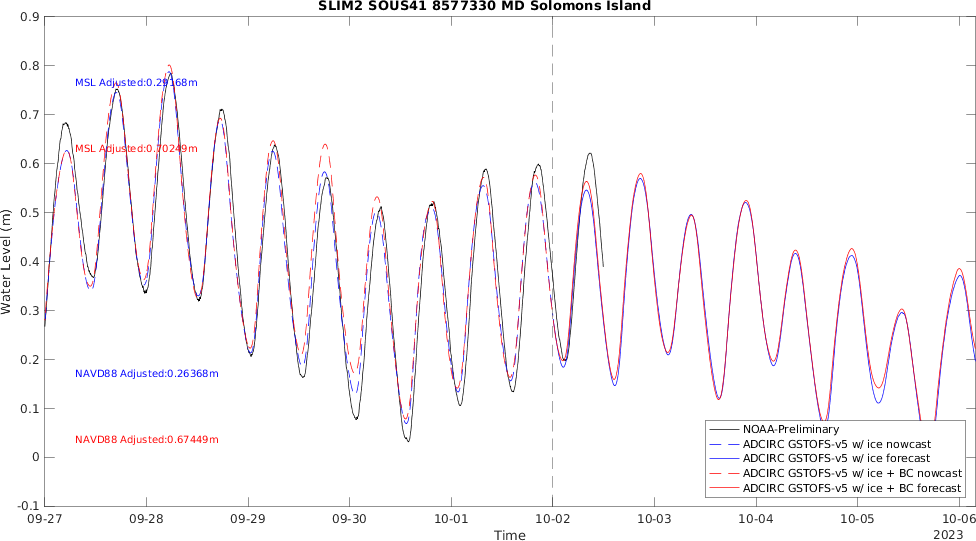 SLIM2 SOUS41 8577330 MD Solomons Island
0.9
0.8
0.7
0.6
0.5
0.4
0.3
0.2
0.1
0
-0.1
Water Level (m)
MSL Adjusted:0.29168m
MSL Adjusted:0.70249m
NAVD88 Adjusted:0.26368m
NAVD88 Adjusted:0.67449m
NOAA-Preliminary
ADCIRC GSTOFS-v5 w/ ice nowcast
ADCIRC GSTOFS-v5 w/ ice forecast
ADCIRC GSTOFS-v5 w/ ice + BC nowcast
ADCIRC GSTOFS-v5 w/ ice + BC forecast
09-27 09-28 09-29 09-30 10-01 10-02 10-03 10-04 10-05 10-06
Time
2023